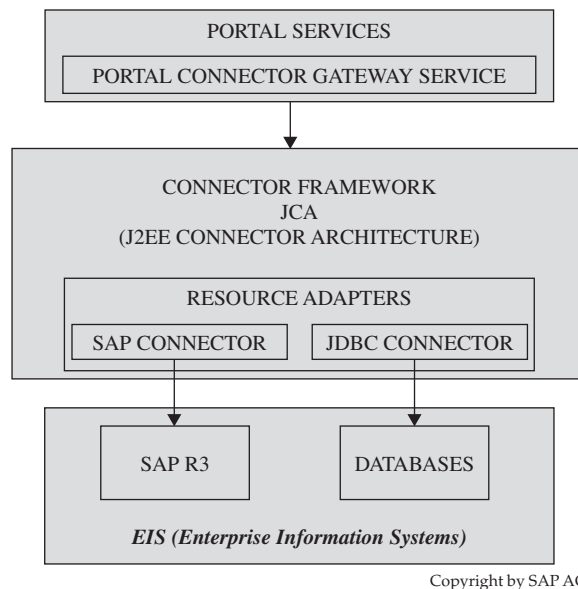 PORTAL SERVICES
PORTAL CONNECTOR GATEWAY SERVICE
CONNECTOR FRAMEWORK
JCA
(J2EE CONNECTOR ARCHITECTURE)
RESOURCE ADAPTERS
SAP CONNECTOR
JDBC CONNECTOR
SAP R3
DATABASES
EIS (Enterprise Information Systems)
Copyright by SAP AG